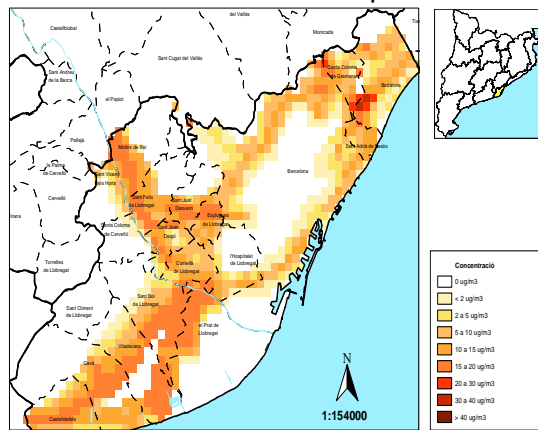 del Vallès
Castellbisbal
Montcada
Sant Cugat del Vallès
Santa Coloma
de Gramenet
Sant Andreu
de la Barca
Badalona
el Papiol
Pallejà
Molins de Rei
Sant Adrià de Besòs
la Palma
de Cervelló
Sant Vicenç
dels Horts
Barcelona
Cervelló
Sant Feliu
de Llobregat
Sant Just
Desvern
Esplugues
de Llobregat
Santa Coloma
de Cervelló
Sant Joan
Despí
Torrelles
de Llobregat
Cornellà
de Llobregat
l'Hospitalet
de Llobregat
Sant Boi
de Llobregat
Sant Climent
de Llobregat
el Prat de
Llobregat
Viladecans
Gavà
Castelldefels
N
1:154000
Concentració
0 ug/m3
< 2 ug/m3
2 a 5 ug/m3
5 a 10 ug/m3
10 a 15 ug/m3
15 a 20 ug/m3
20 a 30 ug/m3
30 a 40 ug/m3
> 40 ug/m3